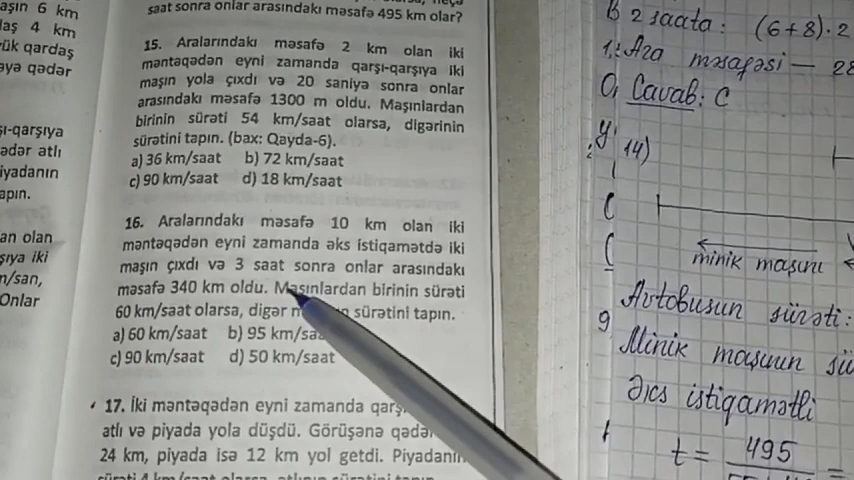 aşın 6 km
laş 4 km
ük qardaş
əyə qədər
şı-qarşıya
ədər atlı
iyadanın
apın.
an olan
şıya iki
n/san,
Onlar
saat sonra onlar arasındakı məsafə 495 km olar?
15. Aralarındakı məsafə 2 km olan iki
məntəqədən eyni zamanda qarşı-qarşıya iki
maşın yola çıxdı və 20 saniyə sonra onlar
arasındakı məsafə 1300 m oldu. Maşınlardan
birinin sürəti 54 km/saat olarsa, digərinin
sürətini tapın. (bax: Qayda-6).
a) 36 km/saat b) 72 km/saat
c) 90 km/saat d) 18 km/saat
16. Aralarındakı məsafə 10 km olan iki
məntəqədən eyni zamanda əks istiqamətdə iki
maşın çıxdı və 3 saat sonra onlar arasındakı
məsafə 340 km oldu. Maşınlardan birinin sürəti
60 km/saat olarsa, digər sürətini tapın.
a) 60 km/saat b) 95 km/saa
c) 90 km/saat d) 50 km/saat
17. İki məntəqədən eyni zamanda qarş
atlı və piyada yola düşdü. Görüşənə qədə
24 km, piyada isə 12 km yol getdi. Piyadanın
2 saata: (6+8)·2
Ara məsafəsi — 28
Cavab: C
14)
minik maşını
Avtobusun sürəti:
Minik maşının sü
Əks istiqamətli
t = 495 =